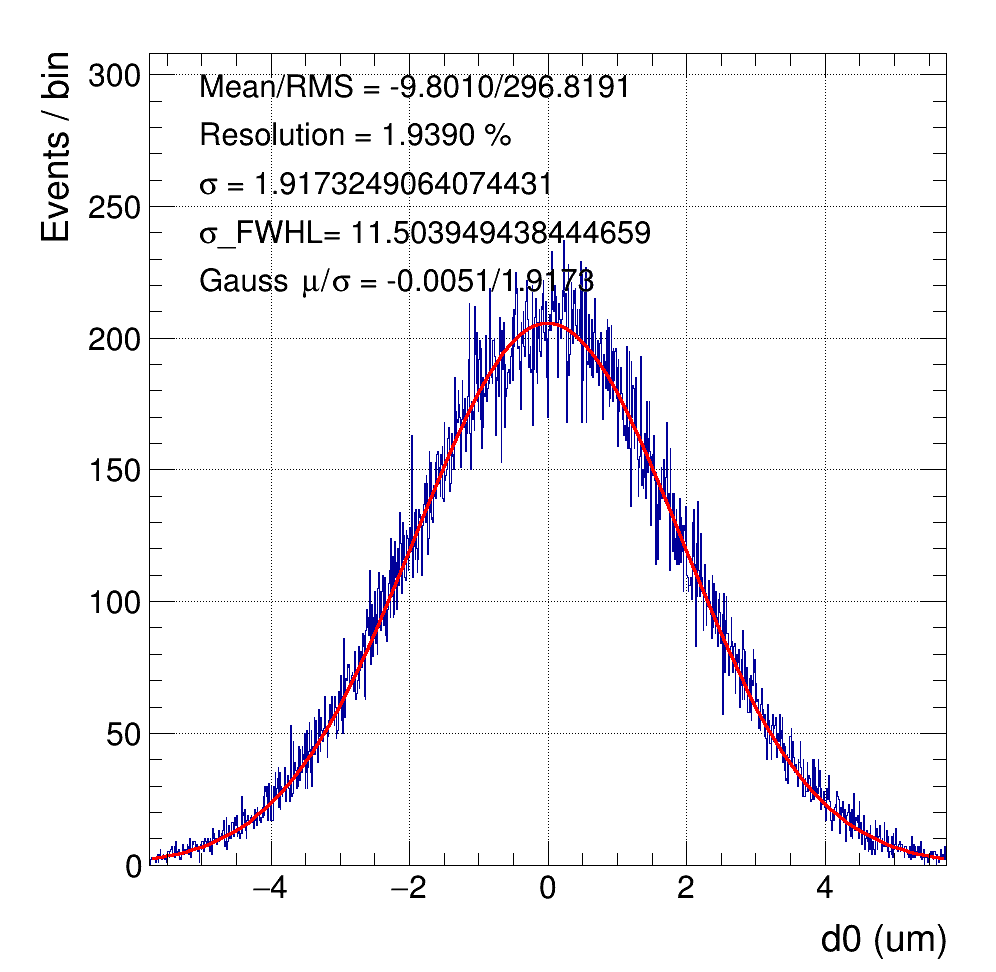 Events / bin
300
Mean/RMS = -9.8010/296.8191
Resolution = 1.9390 %
σ = 1.9173249064074431
250
σ_FWHL= 11.503949438444659
Gauss μ/σ = -0.0051/1.9173
200
150
100
50
0
−4 −2 0 2 4
d0 (um)